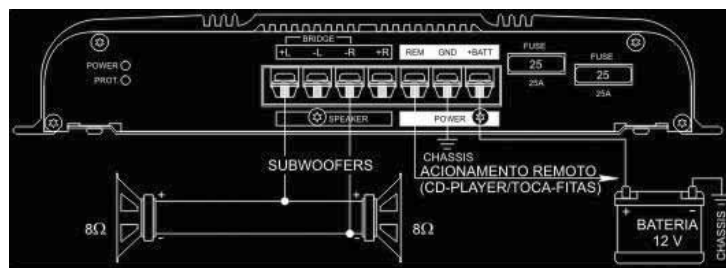 BRIDGE
+L -L -R +R REM GND +BATT
POWER
PROT.
FUSE
25
25A
FUSE
25
25A
SPEAKER
POWER
SUBWOOFERS
CHASSIS
ACIONAMENTO REMOTO
(CD-PLAYER/TOCA-FITAS)
8Ω
+
-
+
-
8Ω
+ -
BATERIA
12 V
CHASSIS